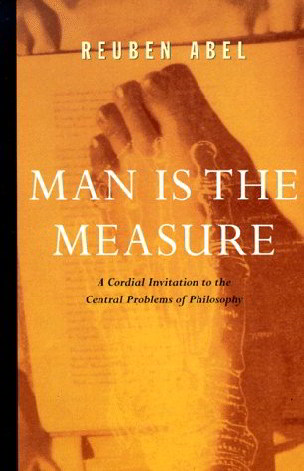 REUBEN ABEL
MAN IS THE
MEASURE
A Cordial Invitation to the
Central Problems of Philosophy